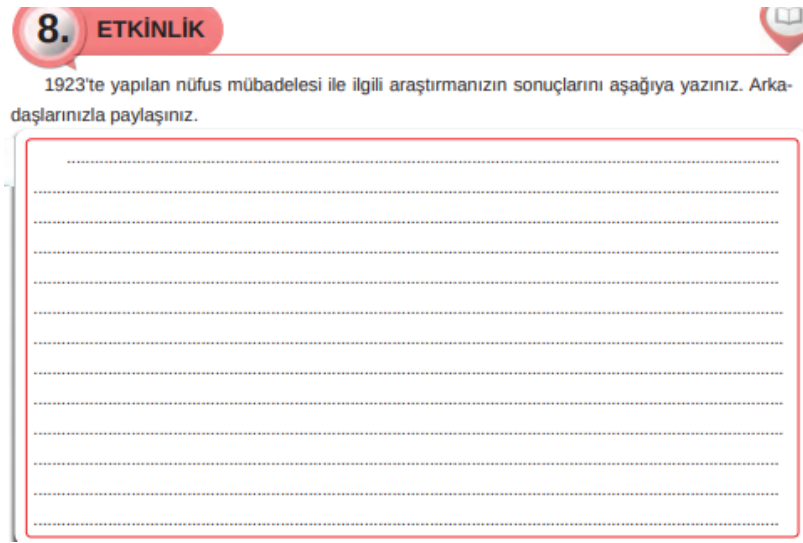 8. ETKİNLİK
1923'te yapılan nüfus mübadelesi ile ilgili araştırmanızın sonuçlarını aşağıya yazınız. Arka-
daşlarınızla paylaşınız.